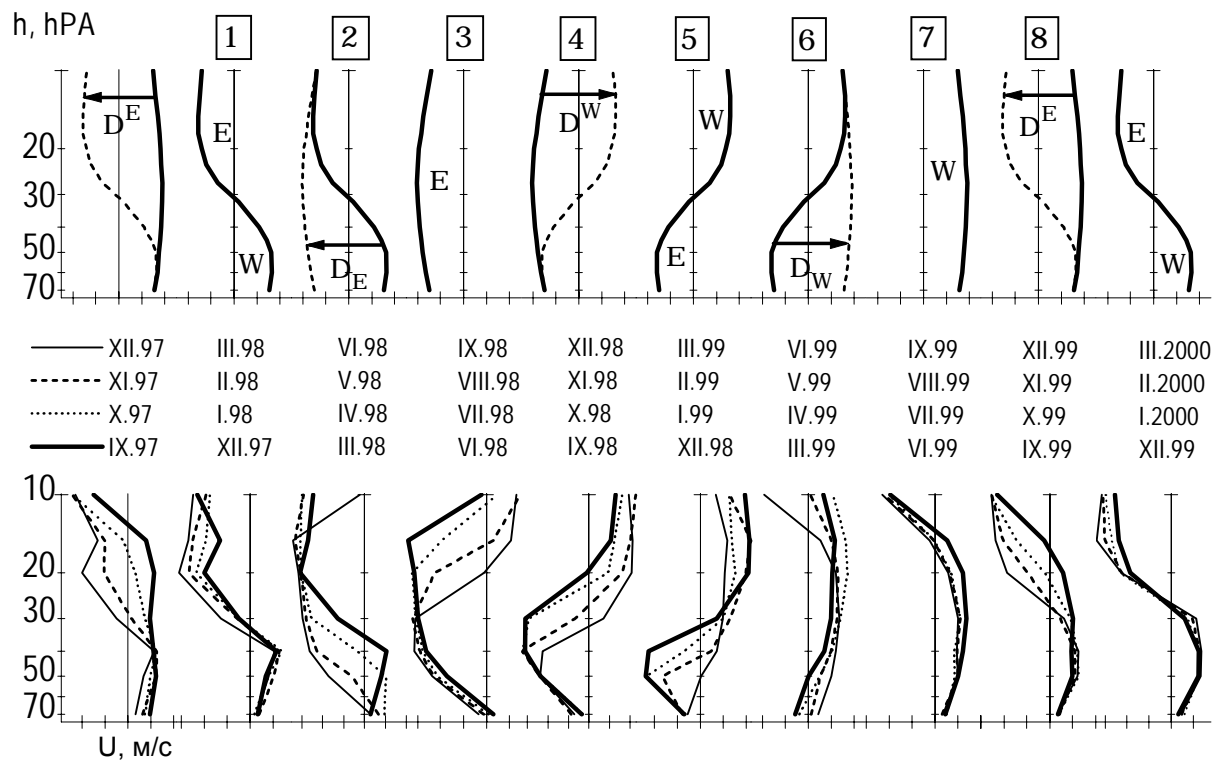 h, hPA
1 2 3 4 5 6 7 8
D^E E D^W W D^E E
20
E W
30
50 W D_E E D_W W
70
XII.97 III.98 VI.98 IX.98 XII.98 III.99 VI.99 IX.99 XII.99 III.2000
XI.97 II.98 V.98 VIII.98 XI.98 II.99 V.99 VIII.99 XI.99 II.2000
X.97 I.98 IV.98 VII.98 X.98 I.99 IV.99 VII.99 X.99 I.2000
IX.97 XII.97 III.98 VI.98 IX.98 XII.98 III.99 VI.99 IX.99 XII.99
10
20
30
50
70
U, м/с